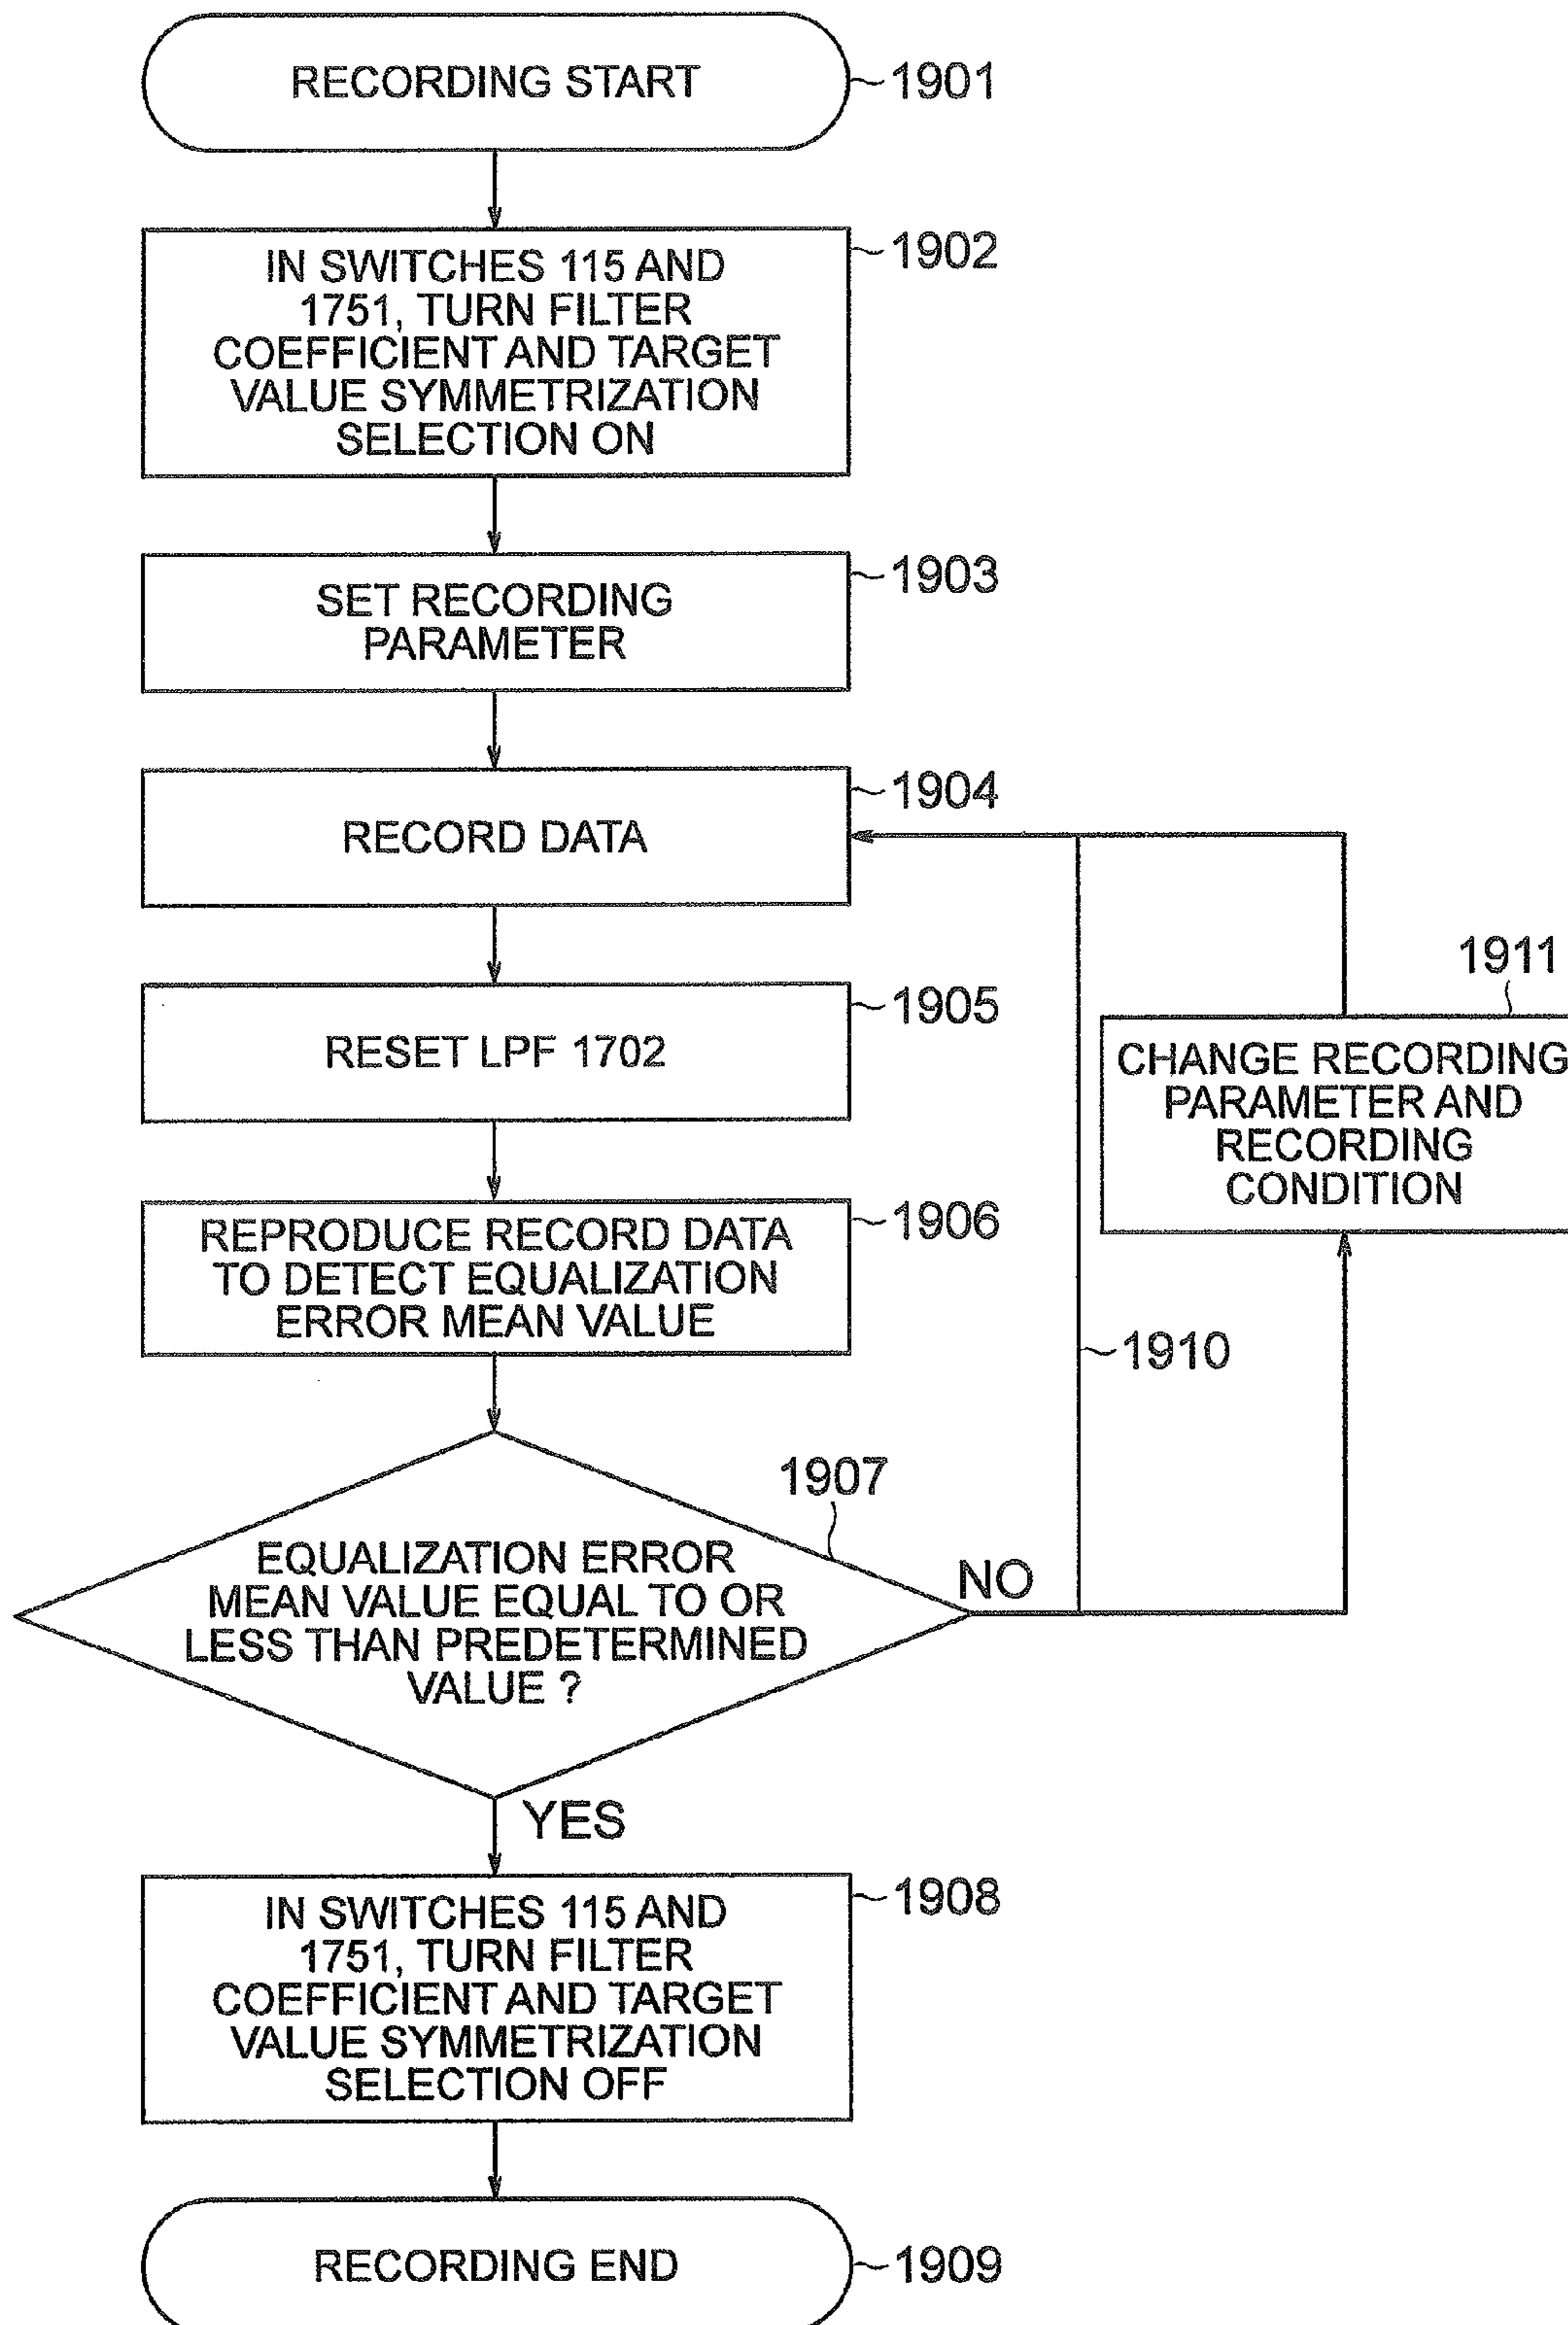 RECORDING START
1901
IN SWITCHES 115 AND
1751, TURN FILTER
COEFFICIENT AND TARGET
VALUE SYMMETRIZATION
SELECTION ON
1902
SET RECORDING
PARAMETER
1903
RECORD DATA
1904
RESET LPF 1702
1905
1911
CHANGE RECORDING
PARAMETER AND
RECORDING
CONDITION
REPRODUCE RECORD DATA
TO DETECT EQUALIZATION
ERROR MEAN VALUE
1906
1910
1907
EQUALIZATION ERROR
MEAN VALUE EQUAL TO OR
LESS THAN PREDETERMINED
VALUE ?
NO
YES
IN SWITCHES 115 AND
1751, TURN FILTER
COEFFICIENT AND TARGET
VALUE SYMMETRIZATION
SELECTION OFF
1908
RECORDING END
1909